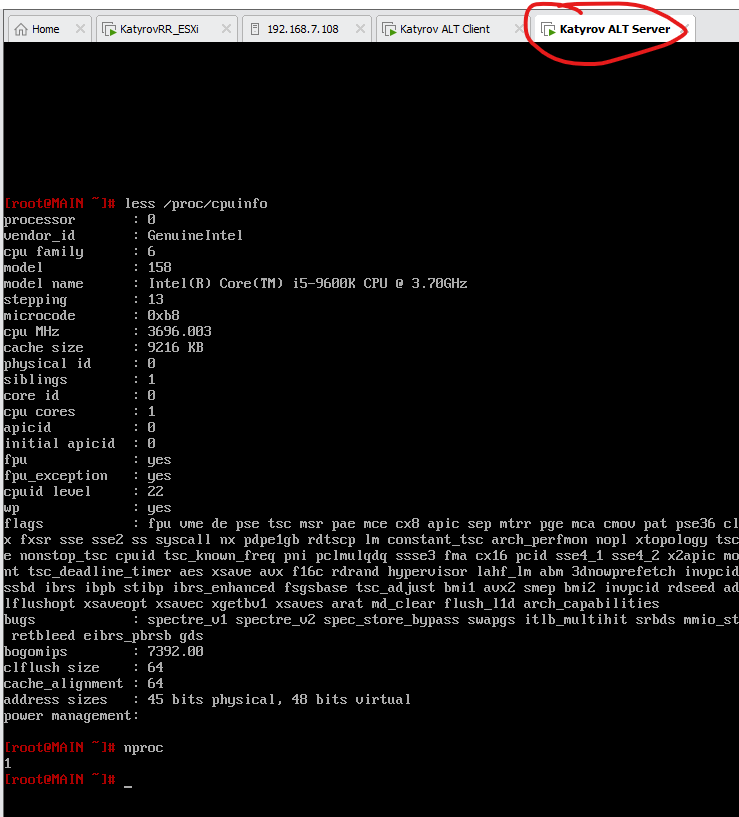 Home
KatyrovRR_ESXi
192.168.7.108
Katyrov ALT Client
Katyrov ALT Server
[root@MAIN ~]# less /proc/cpuinfo
processor : 0
vendor_id : GenuineIntel
cpu family : 6
model : 158
model name : Intel(R) Core(TM) i5-9600K CPU @ 3.70GHz
stepping : 13
microcode : 0xb8
cpu MHz : 3696.003
cache size : 9216 KB
physical id : 0
siblings : 1
core id : 0
cpu cores : 1
apicid : 0
initial apicid : 0
fpu : yes
fpu_exception : yes
cpuid level : 22
wp : yes
flags : fpu vme de pse tsc msr pae mce cx8 apic sep mtrr pge mca cmov pat pse36 cl
x fxsr sse sse2 ss syscall nx pdpe1gb rdtscp lm constant_tsc arch_perfmon nopl xtopology tsc
e nonstop_tsc cpuid tsc_known_freq pni pclmulqdq ssse3 fma cx16 pcid sse4_1 sse4_2 x2apic mo
nt tsc_deadline_timer aes xsave avx f16c rdrand hypervisor lahf_lm abm 3dnowprefetch invpcid
ssbd ibrs ibpb stibp ibrs_enhanced fsgsbase tsc_adjust bmi1 avx2 smep bmi2 invpcid rdseed ad
lflushopt xsaveopt xsavec xgetbv1 xsaves arat md_clear flush_l1d arch_capabilities
bugs : spectre_v1 spectre_v2 spec_store_bypass swapgs itlb_multihit srbds mmio_st
retbleed eibrs_pbrsb gds
bogomips : 7392.00
clflush size : 64
cache_alignment : 64
address sizes : 45 bits physical, 48 bits virtual
power management:
[root@MAIN ~]# nproc
1
[root@MAIN ~]# _